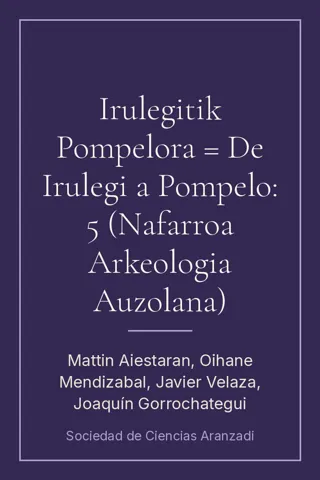 Irulegitik
Pompelora = De
Irulegi a Pompelo:
5 (Nafarroa
Arkeologia
Auzolana)
Mattin Aiestaran, Oihane
Mendizabal, Javier Velaza,
Joaquín Gorrochategui
Sociedad de Ciencias Aranzadi